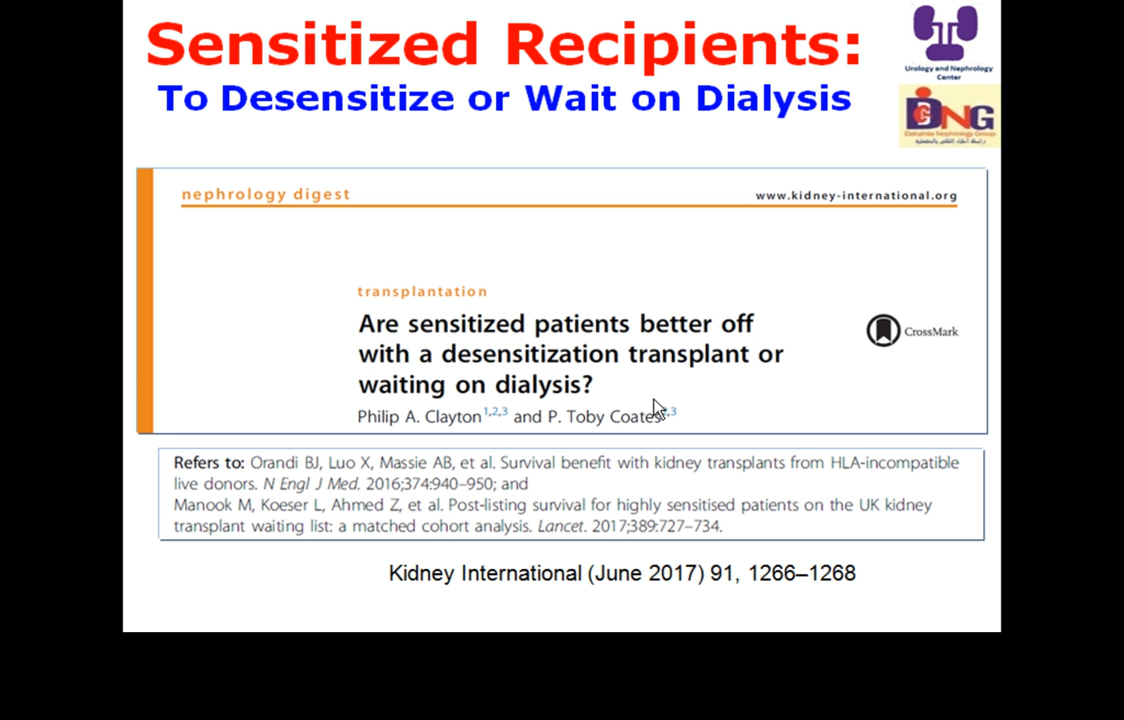 Sensitized Recipients:
To Desensitize or Wait on Dialysis
Urology and Nephrology
Center
DCNG
Dakahlia Nephrology Group
nephrology digest
www.kidney-international.org
transplantation
Are sensitized patients better off
with a desensitization transplant or
waiting on dialysis?
CrossMark
Philip A. Clayton1,2,3 and P. Toby Coates,3
Refers to: Orandi BJ, Luo X, Massie AB, et al. Survival benefit with kidney transplants from HLA-incompatible
live donors. N Engl J Med. 2016;374:940–950; and
Manook M, Koeser L, Ahmed Z, et al. Post-listing survival for highly sensitised patients on the UK kidney
transplant waiting list: a matched cohort analysis. Lancet. 2017;389:727–734.
Kidney International (June 2017) 91, 1266–1268